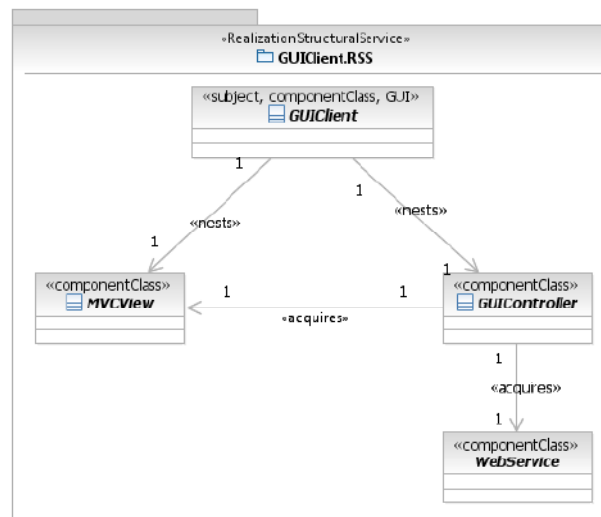 «RealizationStructuralService»
GUIClient.RSS
«subject, componentClass, GUI»
GUIClient
1
1
«nests»
«nests»
1
1
«componentClass»
MVCView
1
1
«componentClass»
GUIController
«acquires»
1
«acquires»
1
«componentClass»
WebService